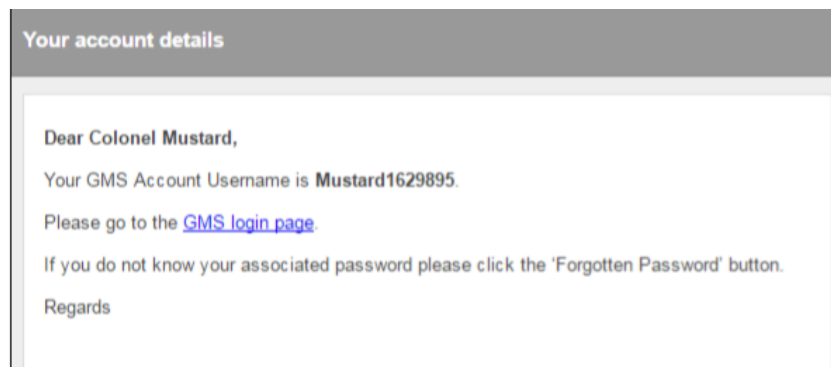 Your account details
Dear Colonel Mustard,
Your GMS Account Username is Mustard1629895.
Please go to the GMS login page.
If you do not know your associated password please click the 'Forgotten Password' button.
Regards